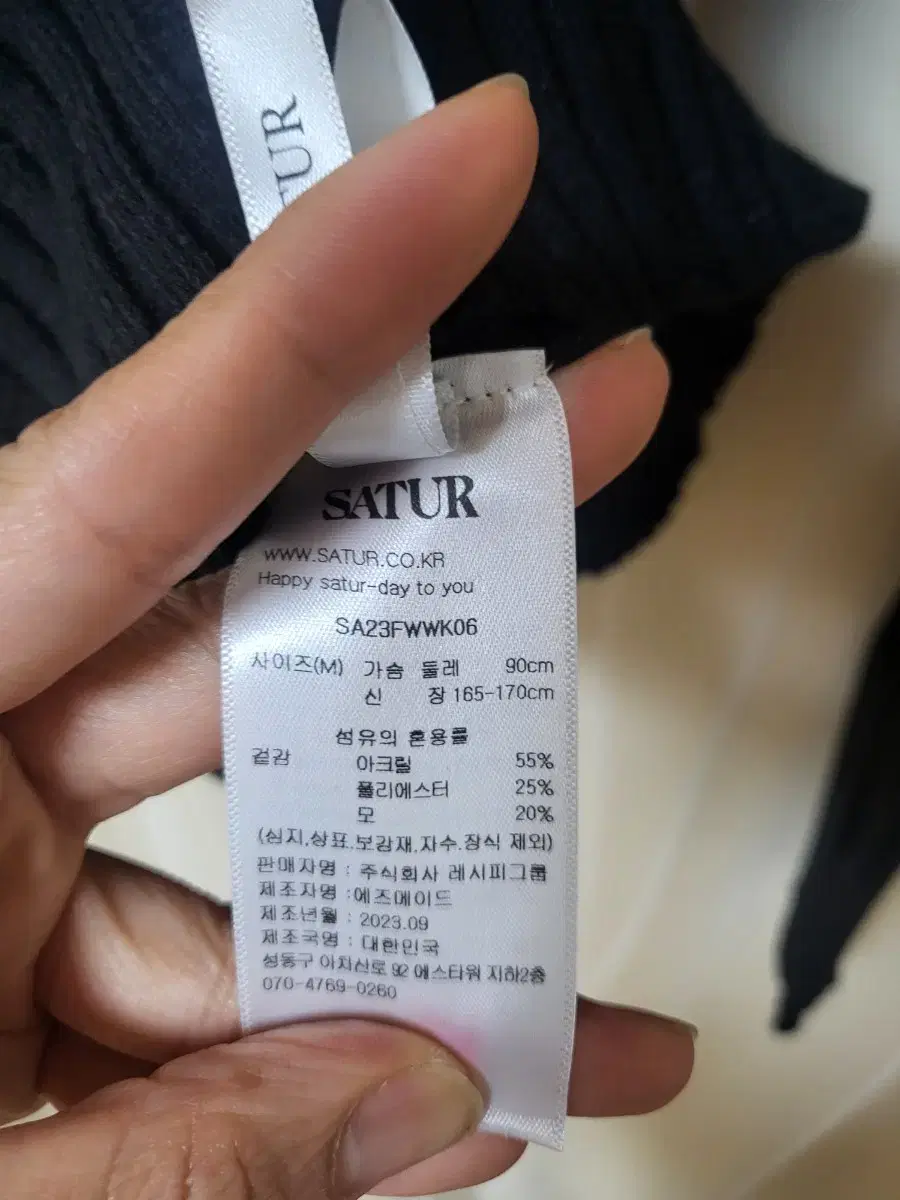 TUR
SATUR
WWW.SATUR.CO.KR
Happy satur-day to you
SA23FWWK06
사이즈(M) 가슴 둘레 90cm
신 장 165-170cm
섬유의 혼용률
겉감 아크릴 55%
폴리에스터 25%
모 20%
(심지,상표.보강재,자수.장식 제외)
판매자명 : 주식회사 레시피그룹
제조자명 :에즈메이드
제조년월 : 2023.09
제조국명 : 대한민국
성동구 아차산로 92 에스타워 지하2층
070-4769-0260